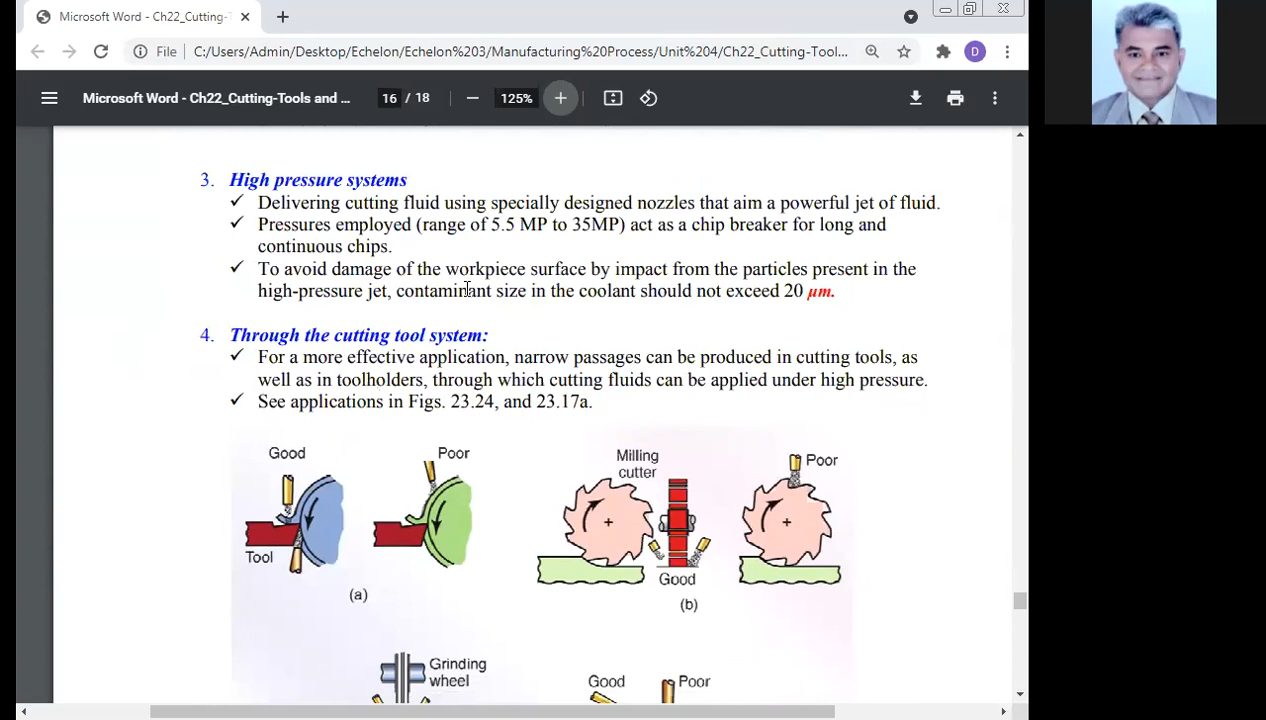 Microsoft Word - Ch22_Cutting-T
File
C:/Users/Admin/Desktop/Echelon/Echelon%203/Manufacturing%20Process/Unit%204/Ch22_Cutting-Tool...
D
Microsoft Word - Ch22_Cutting-Tools and ...
16 / 18
125%
3. High pressure systems
✓ Delivering cutting fluid using specially designed nozzles that aim a powerful jet of fluid.
✓ Pressures employed (range of 5.5 MP to 35MP) act as a chip breaker for long and
continuous chips.
✓ To avoid damage of the workpiece surface by impact from the particles present in the
high-pressure jet, contaminant size in the coolant should not exceed 20 μm.
4. Through the cutting tool system:
✓ For a more effective application, narrow passages can be produced in cutting tools, as
well as in toolholders, through which cutting fluids can be applied under high pressure.
✓ See applications in Figs. 23.24, and 23.17a.
Good
Poor
Tool
(a)
Milling
cutter
Poor
Good
(b)
Grinding
wheel
Good
Poor